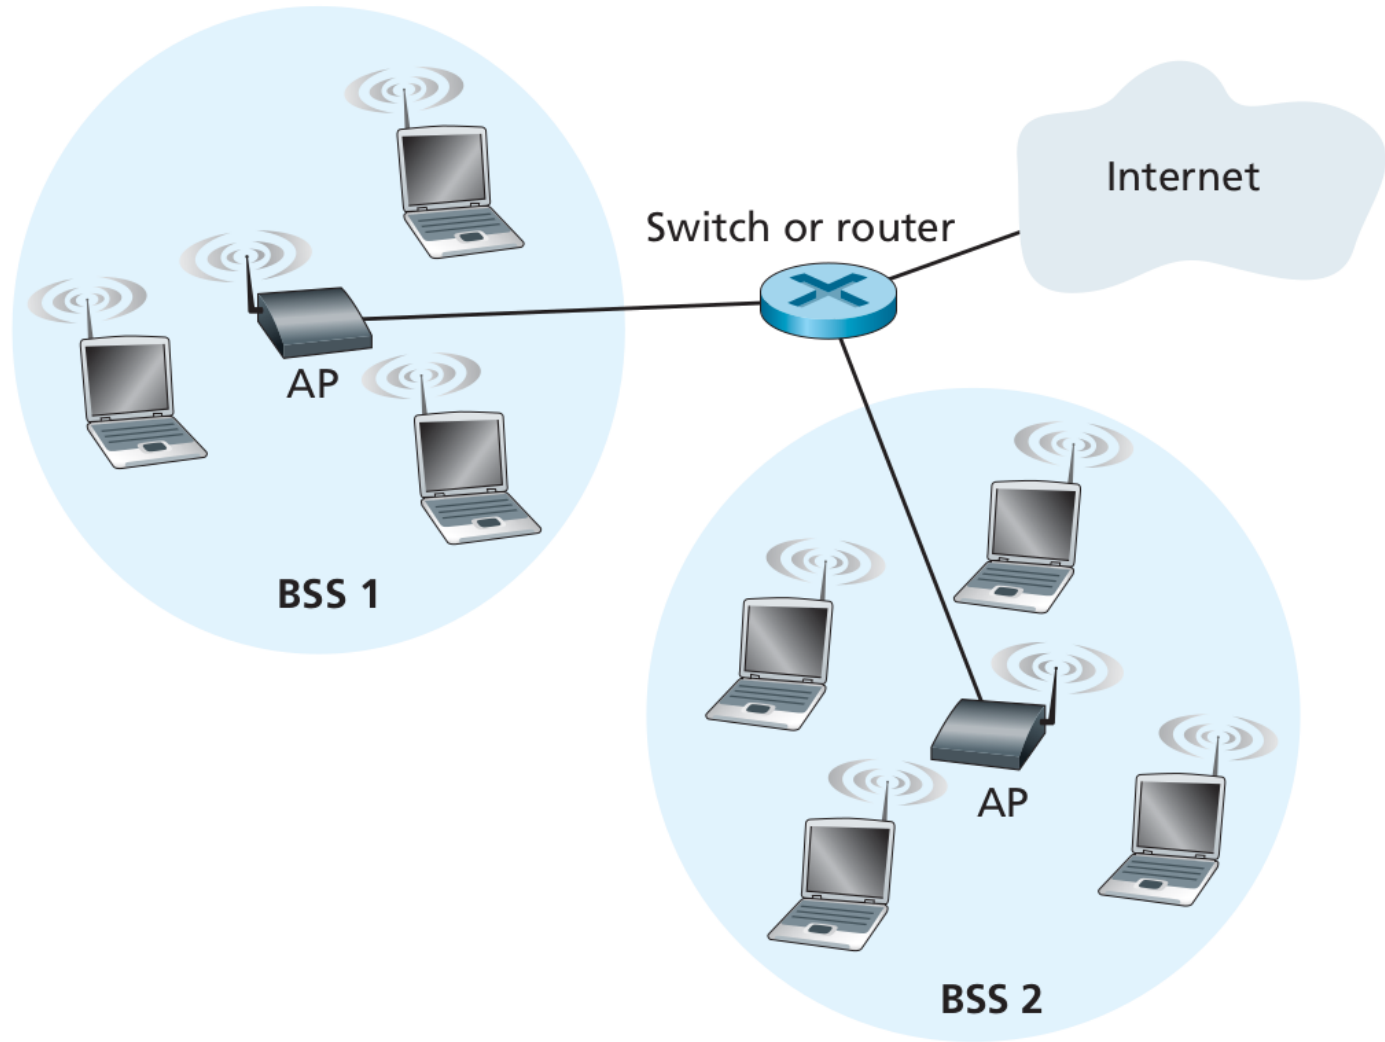 Internet
Switch or router
AP
BSS 1
AP
BSS 2